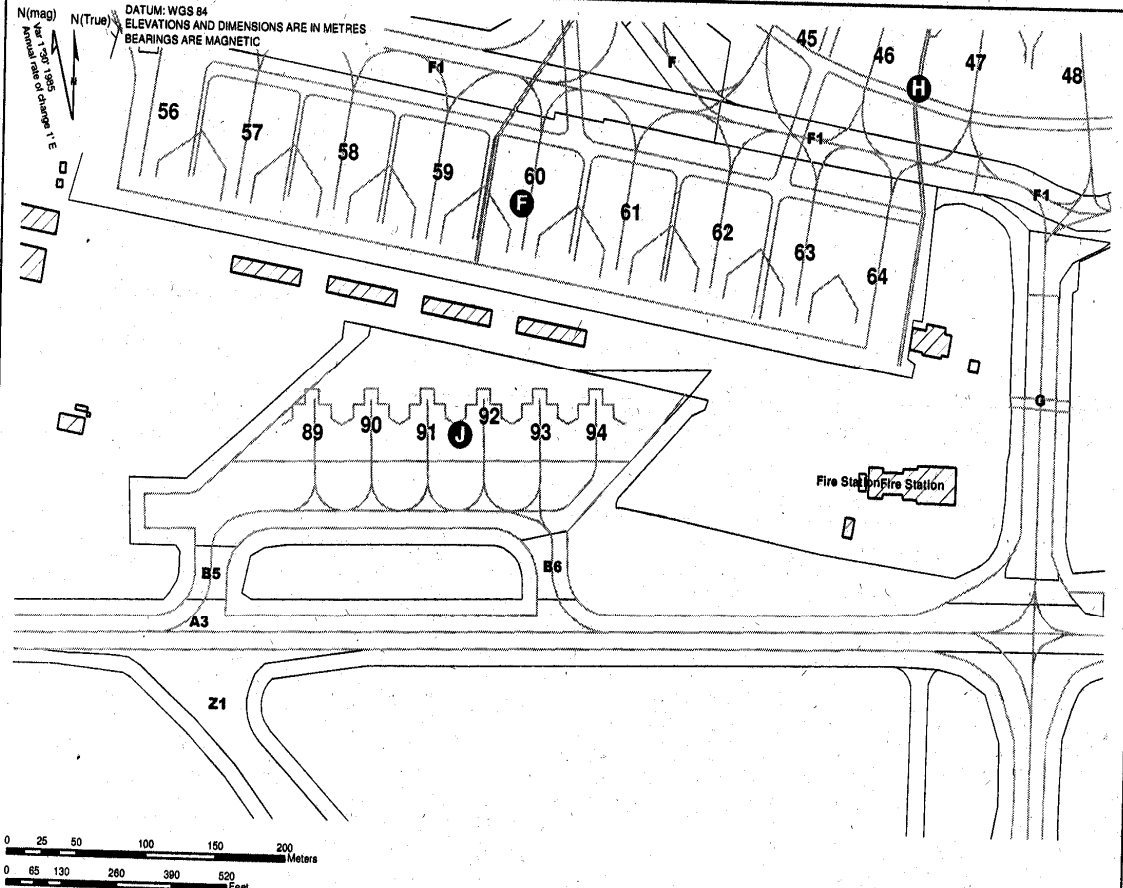 N(mag)
N(True)
Var 1°30' 1985
Annual rate of change 1' E
N
DATUM: WGS 84
ELEVATIONS AND DIMENSIONS ARE IN METRES
BEARINGS ARE MAGNETIC
45
46
47
48
H
F1
F
F1
F1
56
57
58
59
60
F
61
62
63
64
G
89
90
91
J
92
93
94
Fire Station
Fire Station
B5
B6
A3
Z1
0 25 50 100 150 200
Meters
0 65 130 260 390 520
Feet